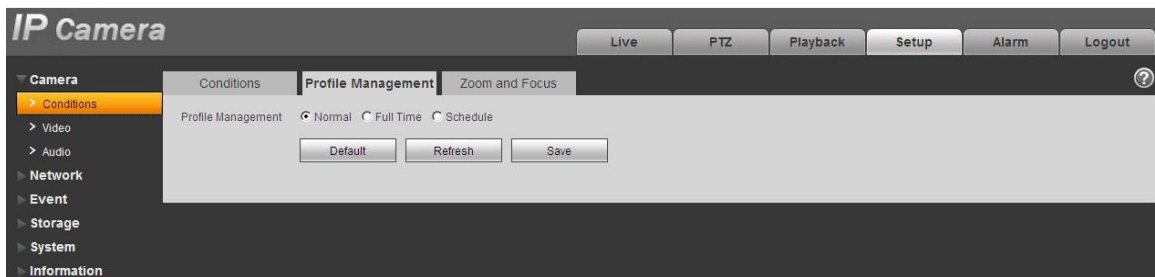 IP Camera
Live PTZ Playback Setup Alarm Logout
Camera
Conditions Profile Management Zoom and Focus ?
> Conditions
Profile Management Normal Full Time Schedule
> Video
Default Refresh Save
> Audio
Network
Event
Storage
System
Information